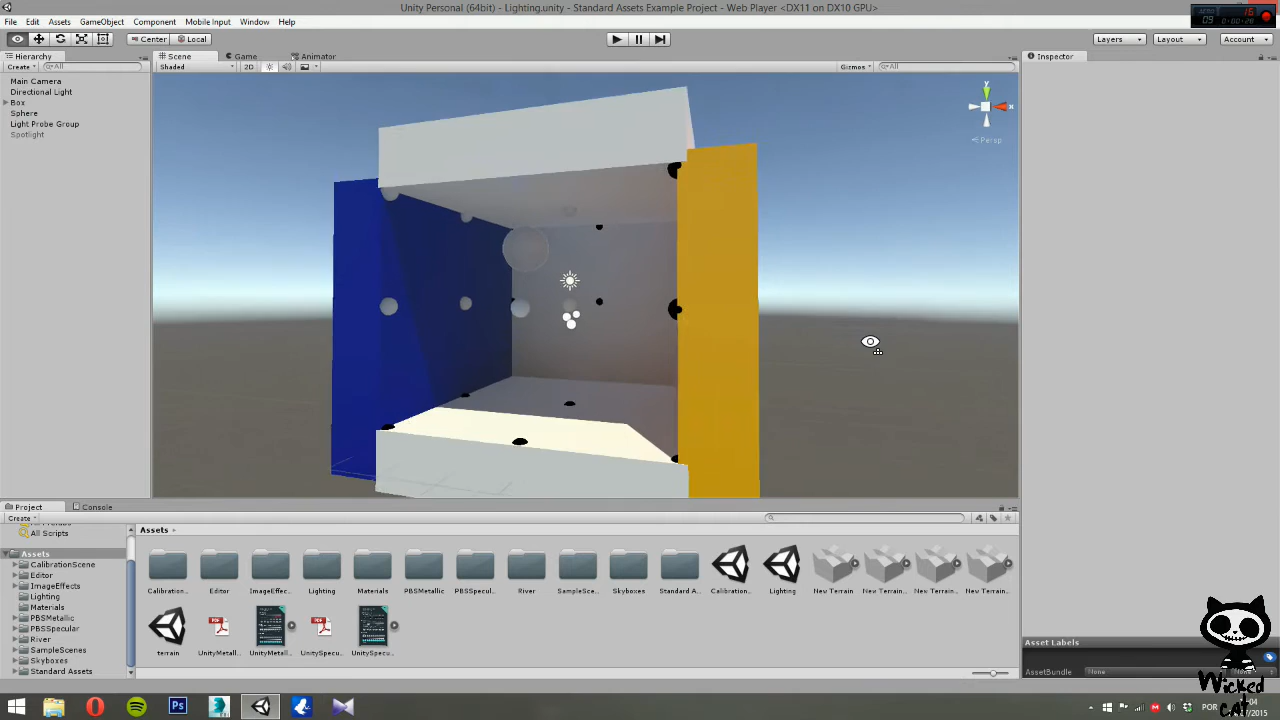 Unity Personal (64bit) - Lighting.unity - Standard Assets Example Project - Web Player <DX11 on DX10 GPU>
File Edit Assets GameObject Component Mobile Input Window Help
Center Local Layers Layout Account
Hierarchy Scene Game Animator Inspector
Create All Shaded 2D Gizmos All
Main Camera
Directional Light
Box
Sphere
Light Probe Group
Spotlight
y
x
Persp
Project Console
Create
All Scripts
Assets
Assets
CalibrationScene
Editor
ImageEffects
Lighting
Materials
PBSMetallic
PBSSpecular
River
SampleScenes
Skyboxes
Standard Assets
Calibration... Editor ImageEffec... Lighting Materials PBSMetallic PBSSpecul... River SampleSce... Skyboxes Standard A... Calibration... Lighting New Terrain New Terrain... New Terrain... New Terrain...
terrain UnityMetall... UnityMetall... UnitySpecu... UnitySpecu...
Asset Labels
AssetBundle None None
Wicked
cat
POR